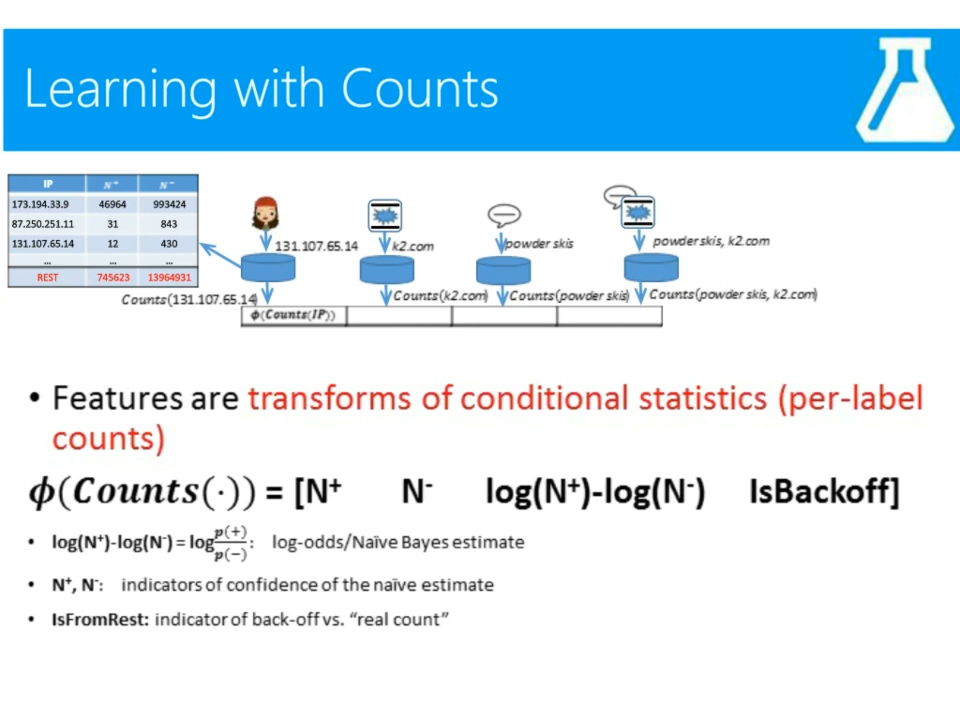 Learning with Counts
IP N⁺ N⁻
173.194.33.9 46964 993424
87.250.251.11 31 843
131.107.65.14 12 430
... ... ...
REST 745623 13964931
131.107.65.14 k2.com powder skis powder skis, k2.com
Counts(131.107.65.14) Counts(k2.com) Counts(powder skis) Counts(powder skis, k2.com)
ϕ(Counts(IP))
• Features are transforms of conditional statistics (per-label
counts)
ϕ(Counts(·)) = [N⁺ N⁻ log(N⁺)-log(N⁻) IsBackoff]
• log(N⁺)-log(N⁻) = log p(+)/p(−): log-odds/Naïve Bayes estimate
• N⁺, N⁻: indicators of confidence of the naïve estimate
• IsFromRest: indicator of back-off vs. “real count”